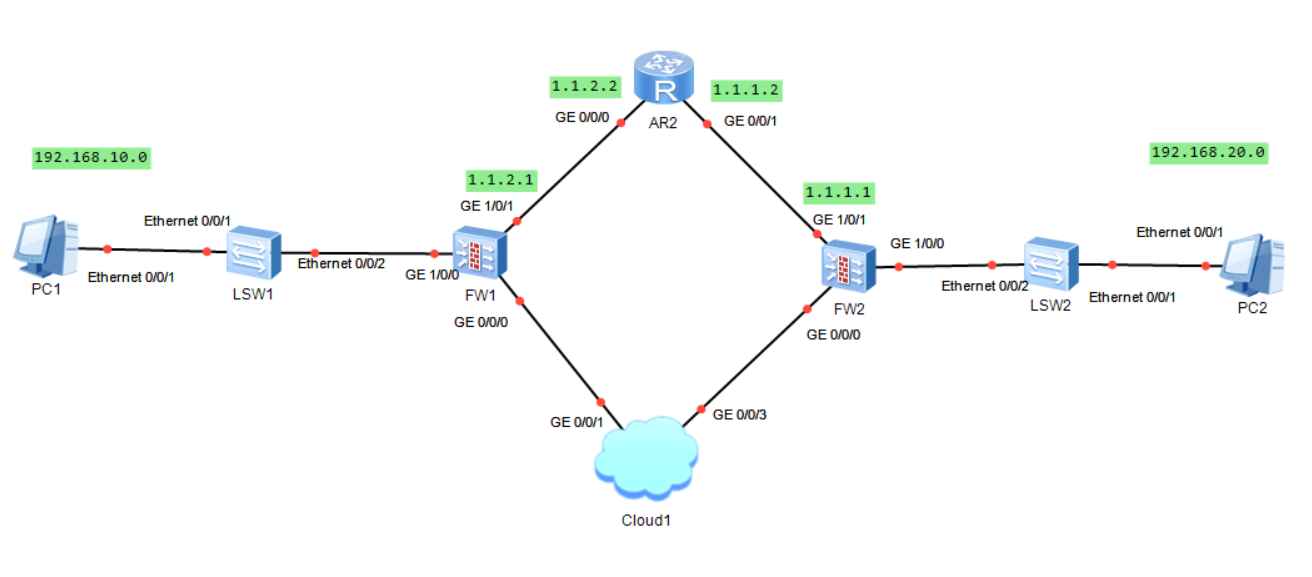 1.1.2.2
1.1.1.2
GE 0/0/0
GE 0/0/1
R
AR2
192.168.10.0
192.168.20.0
1.1.2.1
1.1.1.1
GE 1/0/1
GE 1/0/1
Ethernet 0/0/1
Ethernet 0/0/1
GE 1/0/0
Ethernet 0/0/2
GE 1/0/0
Ethernet 0/0/1
Ethernet 0/0/2
Ethernet 0/0/1
PC1
LSW1
FW1
FW2
LSW2
PC2
GE 0/0/0
GE 0/0/0
GE 0/0/1
GE 0/0/3
Cloud1